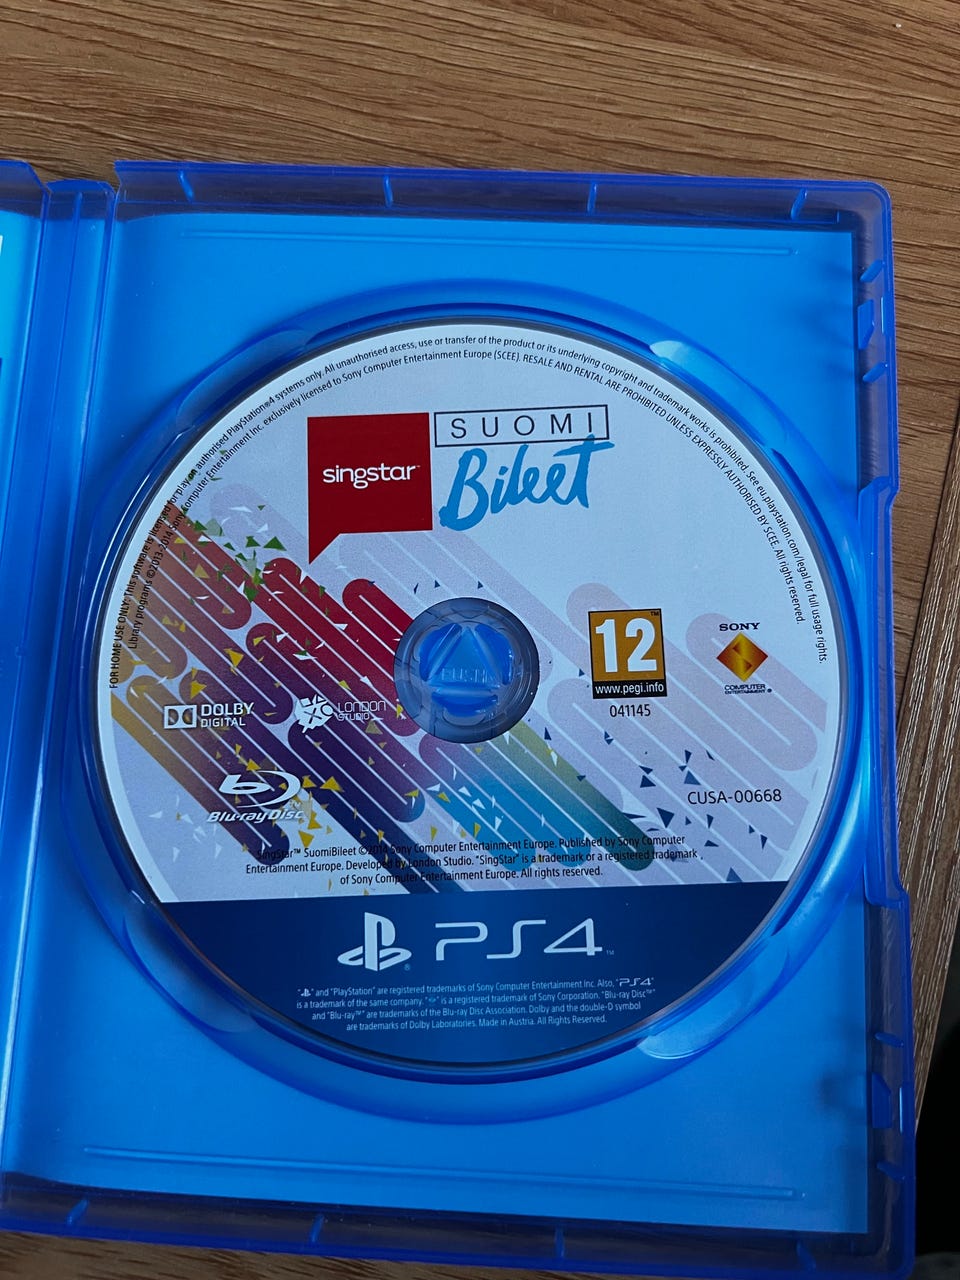 FOR HOME USE ONLY. This software is licensed for play on authorised PlayStation®4 systems only. All unauthorised access, use or transfer of the product or its underlying copyright and trademark works is prohibited. See eu.playstation.com/legal for full usage rights.
Library programs ©2013-2014 Sony Computer Entertainment Inc. exclusively licensed to Sony Computer Entertainment Europe (SCEE). RESALE AND RENTAL ARE PROHIBITED UNLESS EXPRESSLY AUTHORISED BY SCEE. All rights reserved.
SUOMI
singstar™
Bileet
PUSH
12
™
www.pegi.info
041145
SONY
COMPUTER
ENTERTAINMENT ®
DOLBY
DIGITAL
LONDON
STUDIO
Blu-ray Disc
CUSA-00668
SingStar™ SuomiBileet ©2014 Sony Computer Entertainment Europe. Published by Sony Computer
Entertainment Europe. Developed by London Studio. "SingStar" is a trademark or a registered trademark
of Sony Computer Entertainment Europe. All rights reserved.
PS4™
" " and "PlayStation" are registered trademarks of Sony Computer Entertainment Inc. Also, "PS4"
is a trademark of the same company. " " is a registered trademark of Sony Corporation. "Blu-ray Disc™"
and "Blu-ray™" are trademarks of the Blu-ray Disc Association. Dolby and the double-D symbol
are trademarks of Dolby Laboratories. Made in Austria. All Rights Reserved.